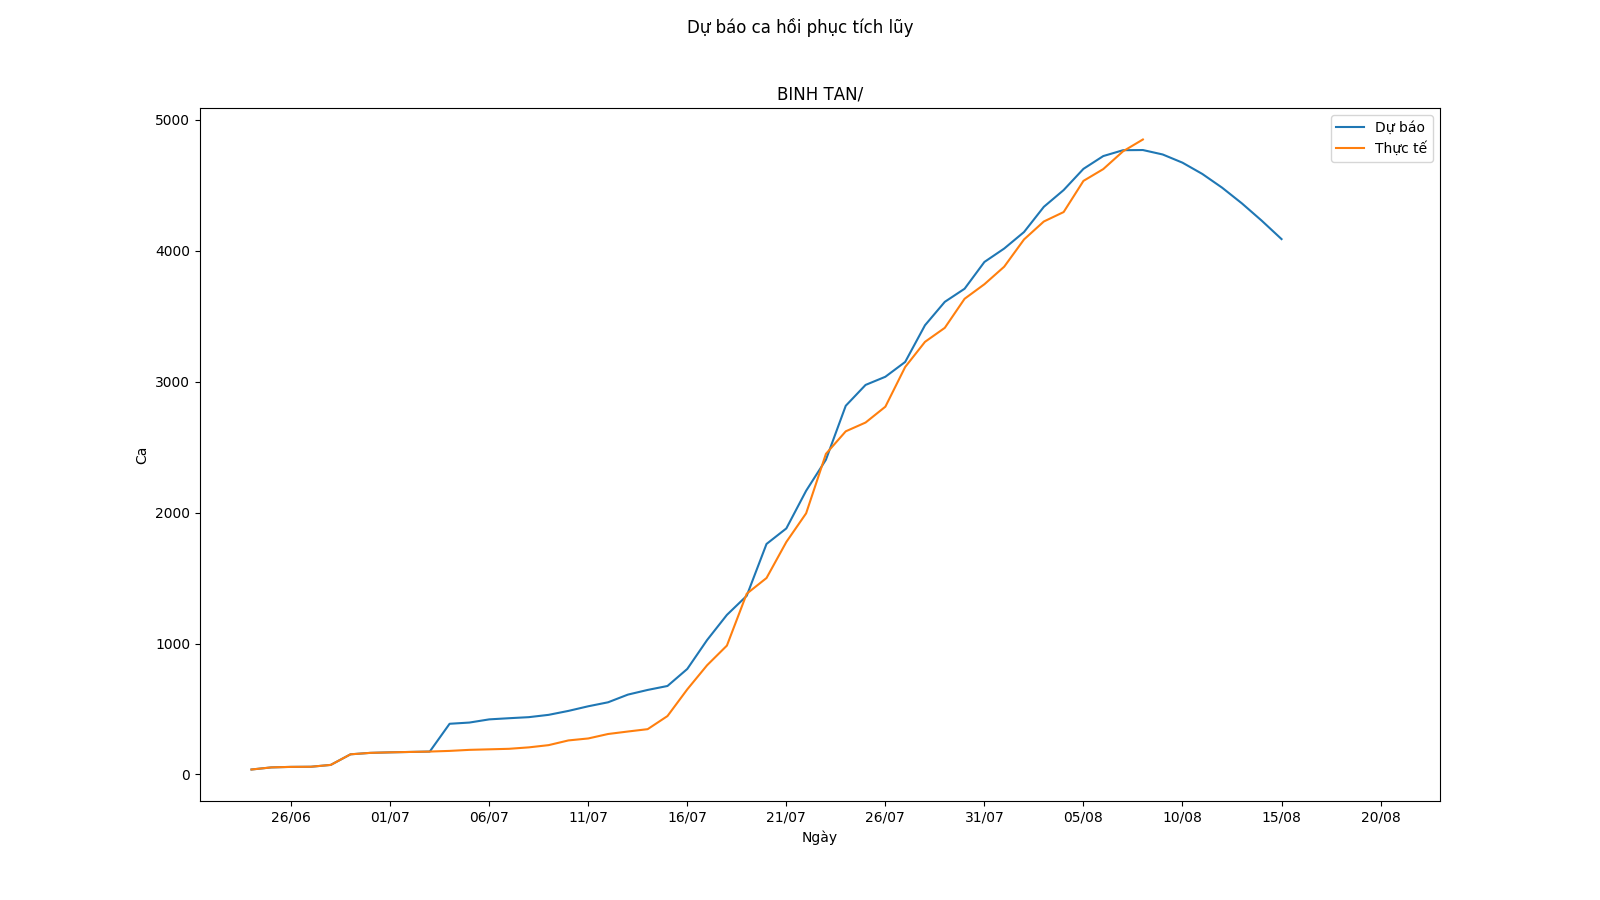 Dự báo ca hồi phục tích lũy
BINH TAN/
Dự báo
Thực tế
5000
4000
3000
2000
1000
0
Ca
26/06 01/07 06/07 11/07 16/07 21/07 26/07 31/07 05/08 10/08 15/08 20/08
Ngày